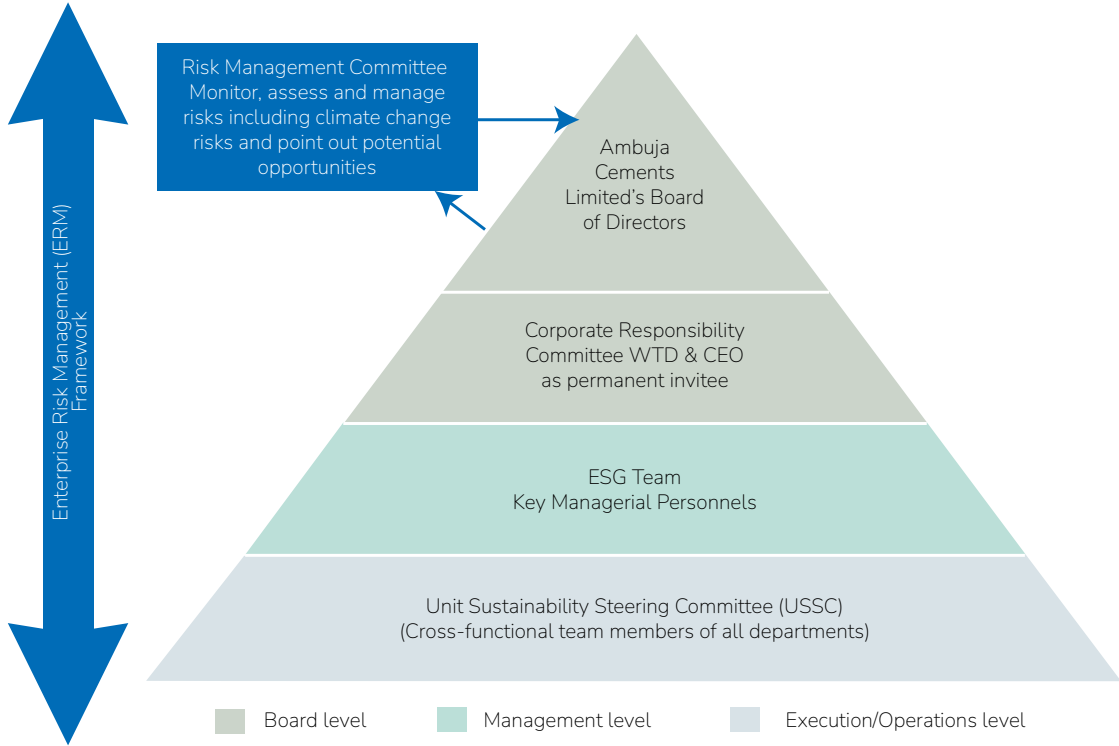 Enterprise Risk Management (ERM)
Framework
Risk Management Committee
Monitor, assess and manage
risks including climate change
risks and point out potential
opportunities
Ambuja
Cements
Limited's Board
of Directors
Corporate Responsibility
Committee WTD & CEO
as permanent invitee
ESG Team
Key Managerial Personnels
Unit Sustainability Steering Committee (USSC)
(Cross-functional team members of all departments)
Board level
Management level
Execution/Operations level